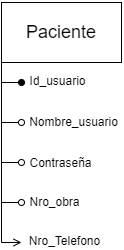 Paciente
Id_usuario
Nombre_usuario
Contraseña
Nro_obra
Nro_Telefono